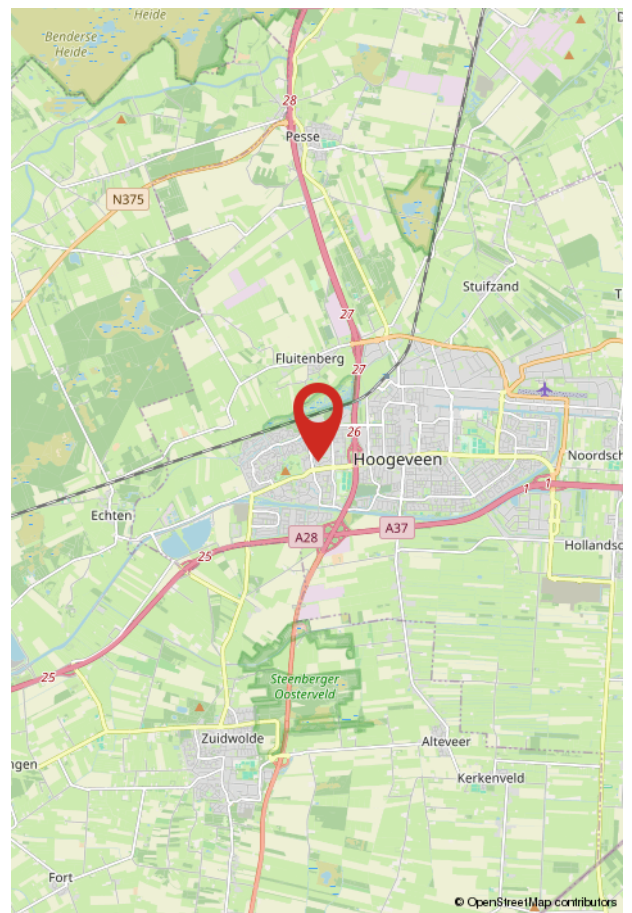 Heide
"Benderse
Heide"
28
Pesse
N375
Stuifzand
27
Fluitenberg
27
26
Hoogeveen
Noordsch
1
1
Echten
A28
A37
25
Hollandsc
25
Steenberger
Oosterveld
Zuidwolde
Alteveer
ngen
Kerkenveld
Fort
© OpenStreetMap contributors